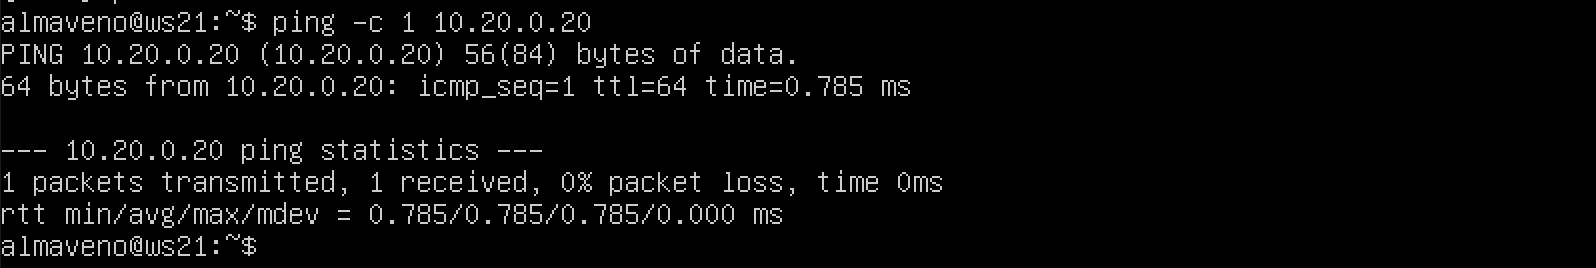 almaveno@ws21:~$ ping -c 1 10.20.0.20
PING 10.20.0.20 (10.20.0.20) 56(84) bytes of data.
64 bytes from 10.20.0.20: icmp_seq=1 ttl=64 time=0.785 ms
--- 10.20.0.20 ping statistics ---
1 packets transmitted, 1 received, 0% packet loss, time 0ms
rtt min/avg/max/mdev = 0.785/0.785/0.785/0.000 ms
almaveno@ws21:~$